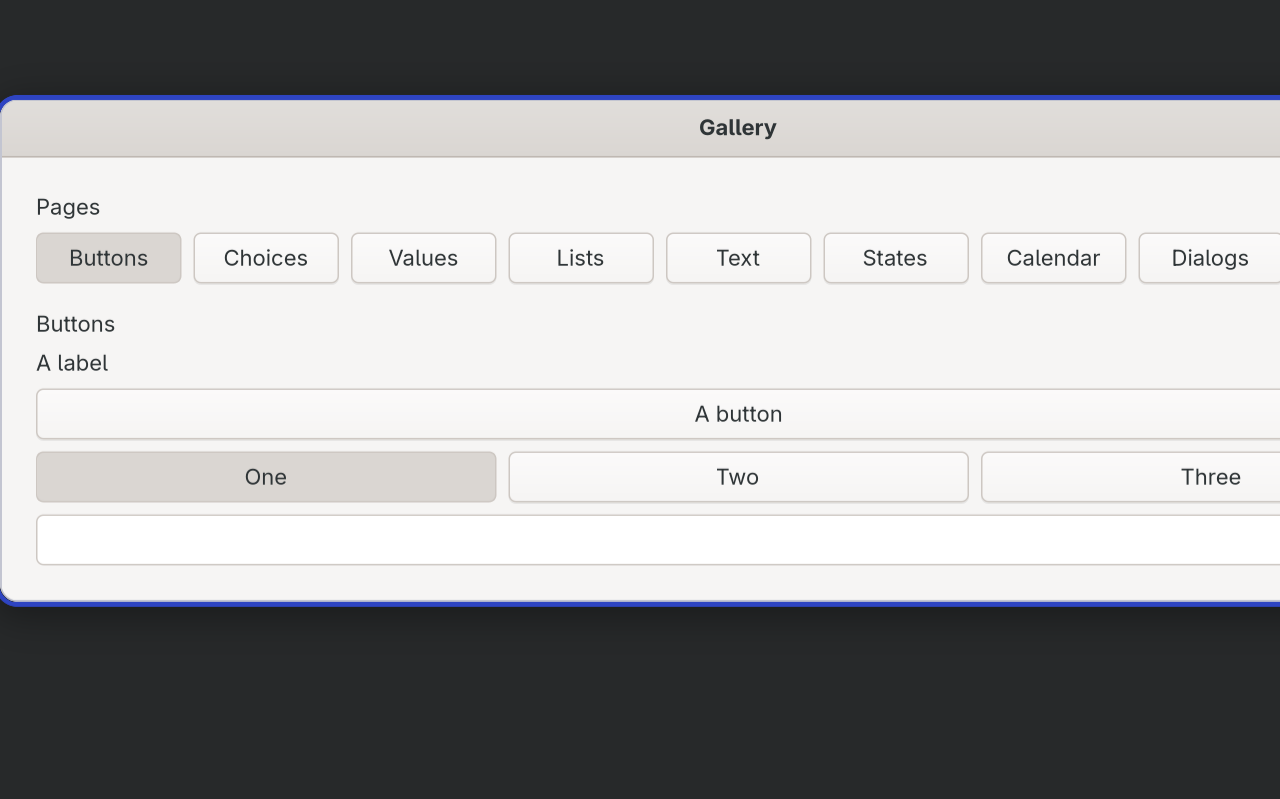 Gallery
Pages
Buttons Choices Values Lists Text States Calendar Dialogs
Buttons
A label
A button
One Two Three